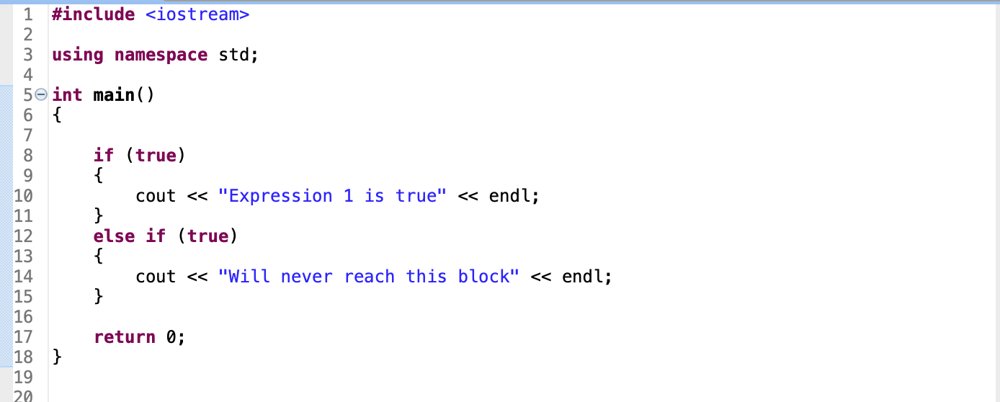 1 #include <iostream>
2
3 using namespace std;
4
5 int main()
6 {
7
8     if (true)
9     {
10         cout << "Expression 1 is true" << endl;
11     }
12     else if (true)
13     {
14         cout << "Will never reach this block" << endl;
15     }
16
17     return 0;
18 }
19
20